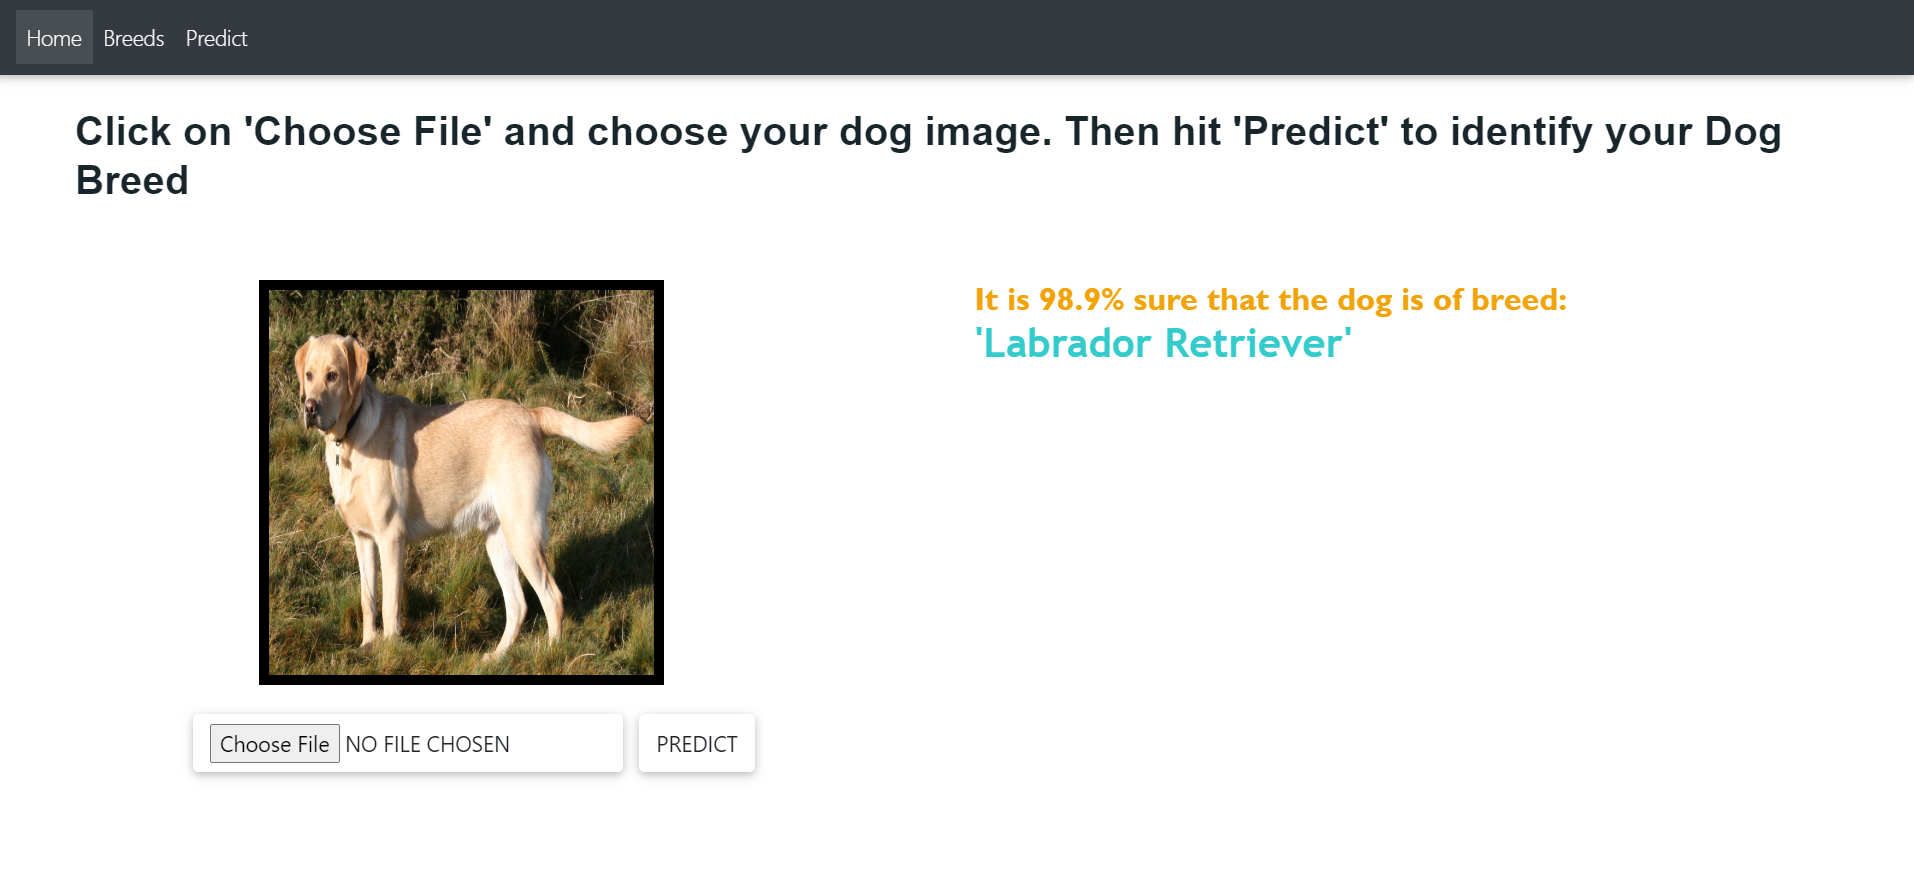 Home Breeds Predict
Click on 'Choose File' and choose your dog image. Then hit 'Predict' to identify your Dog
Breed
It is 98.9% sure that the dog is of breed:
'Labrador Retriever'
Choose File NO FILE CHOSEN PREDICT